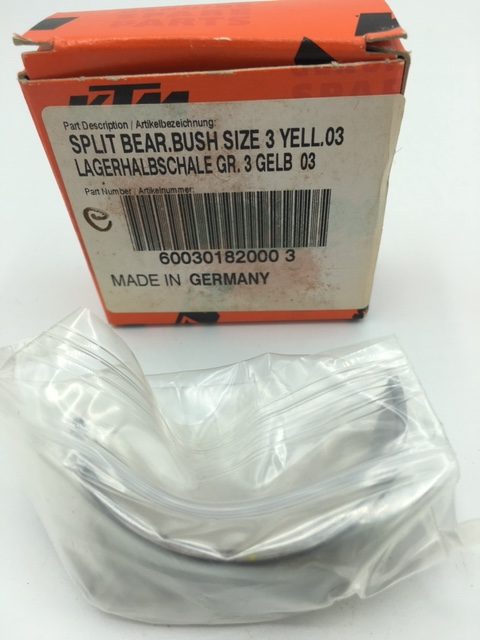 KTM
Part Description / Artikelbezeichnung:
SPLIT BEAR.BUSH SIZE 3 YELL.03
LAGERHALBSCHALE GR. 3 GELB 03
Part Number / Artikelnummer:
60030182000 3
MADE IN GERMANY